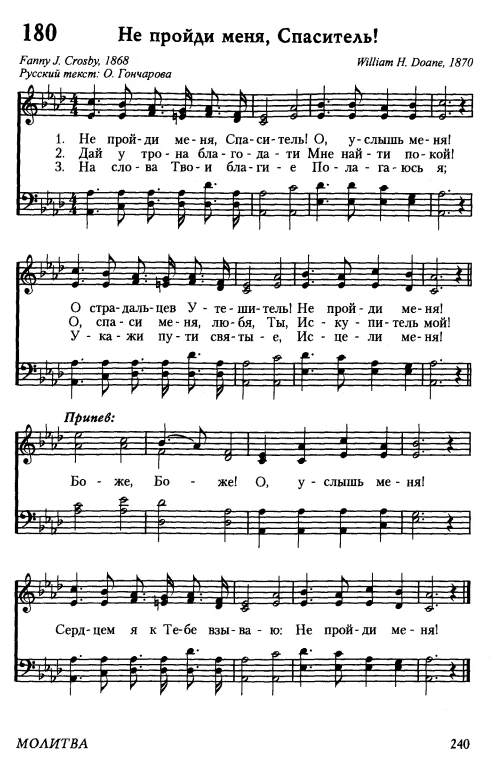 180 Не пройди меня, Спаситель!
Fanny J. Crosby, 1868 William H. Doane, 1870
Русский текст: О. Гончарова
1. Не прой - ди ме - ня, Спа - си - тель! О, у - слышь ме - ня!
2. Дай у тро - на бла - го - да - ти Мне най - ти по - кой!
3. На сло - ва Тво - и бла - ги - е По - ла - га - юсь я;
О стра - даль - цев У - те - ши - тель! Не прой - ди ме - ня!
О, спа - си ме - ня, лю - бя, Ты, Ис - ку - пи - тель мой!
У - ка - жи пу - ти свя - ты - е, Ис - це - ли ме - ня!
Припев:
Бо - же, Бо - же! О, у - слышь ме - ня!
Серд - цем я к Те - бе взы - ва - ю: Не прой - ди ме - ня!
МОЛИТВА 240